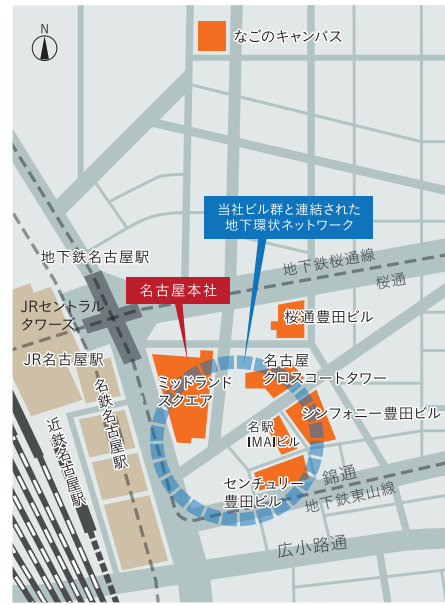 N
なごのキャンパス
当社ビル群と連結された
地下環状ネットワーク
地下鉄名古屋駅
地下鉄桜通線
桜通
名古屋本社
JRセントラル
タワーズ
桜通豊田ビル
JR名古屋駅
名鉄名古屋駅
近鉄名古屋駅
ミッドランド
スクエア
名古屋
クロスコートタワー
シンフォニー豊田ビル
名駅
IMAIビル
センチュリー
豊田ビル
錦通
地下鉄東山線
広小路通